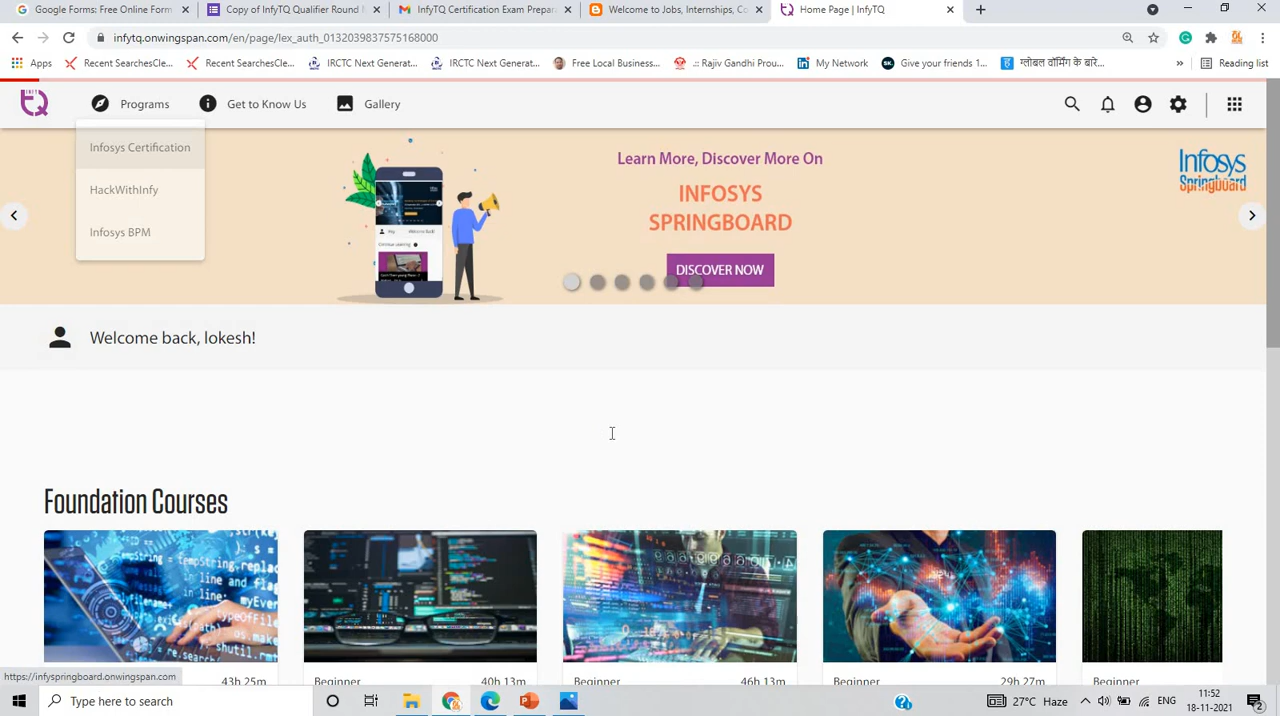 Google Forms: Free Online Form
Copy of InfyTQ Qualifier Round
InfyTQ Certification Exam Prepar
Welcome to Jobs, Internships, Co
Home Page | InfyTQ
infytq.onwingspan.com/en/page/lex_auth_0132039837575168000
Apps
Recent SearchesCle...
Recent SearchesCle...
IRCTC Next Generat...
IRCTC Next Generat...
Free Local Business...
.:: Rajiv Gandhi Prou...
My Network
Give your friends 1...
ग्लोबल वॉर्मिंग के बारे...
»
Reading list
INFY
TQ
Programs
Get to Know Us
Gallery
Infosys Certification
HackWithInfy
Infosys BPM
Learn More, Discover More On
INFOSYS
SPRINGBOARD
DISCOVER NOW
Infosys
Springboard
Welcome back, lokesh!
Foundation Courses
Beginner
43h 25m
Beginner
40h 13m
Beginner
46h 13m
Beginner
29h 27m
Beginner
https://infyspringboard.onwingspan.com
Type here to search
27°C Haze
ENG
11:52
18-11-2021
2